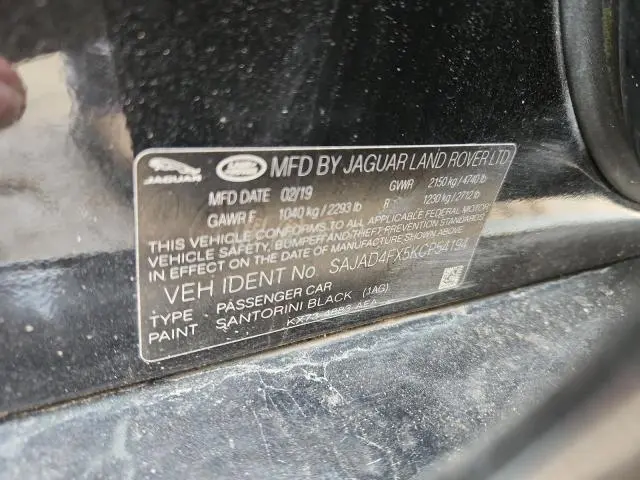 JAGUAR LAND ROVER MFD BY JAGUAR LAND ROVER LTD
MFD DATE 02/19 GVWR 2150 kg / 4740 lb
GAWR F 1040 kg / 2293 lb R 1230 kg / 2712 lb
THIS VEHICLE CONFORMS TO ALL APPLICABLE FEDERAL MOTOR
VEHICLE SAFETY, BUMPER AND THEFT PREVENTION STANDARDS
IN EFFECT ON THE DATE OF MANUFACTURE SHOWN ABOVE
VEH IDENT No SAJAD4FX5KCP54194
TYPE PASSENGER CAR
PAINT SANTORINI BLACK (JAG)